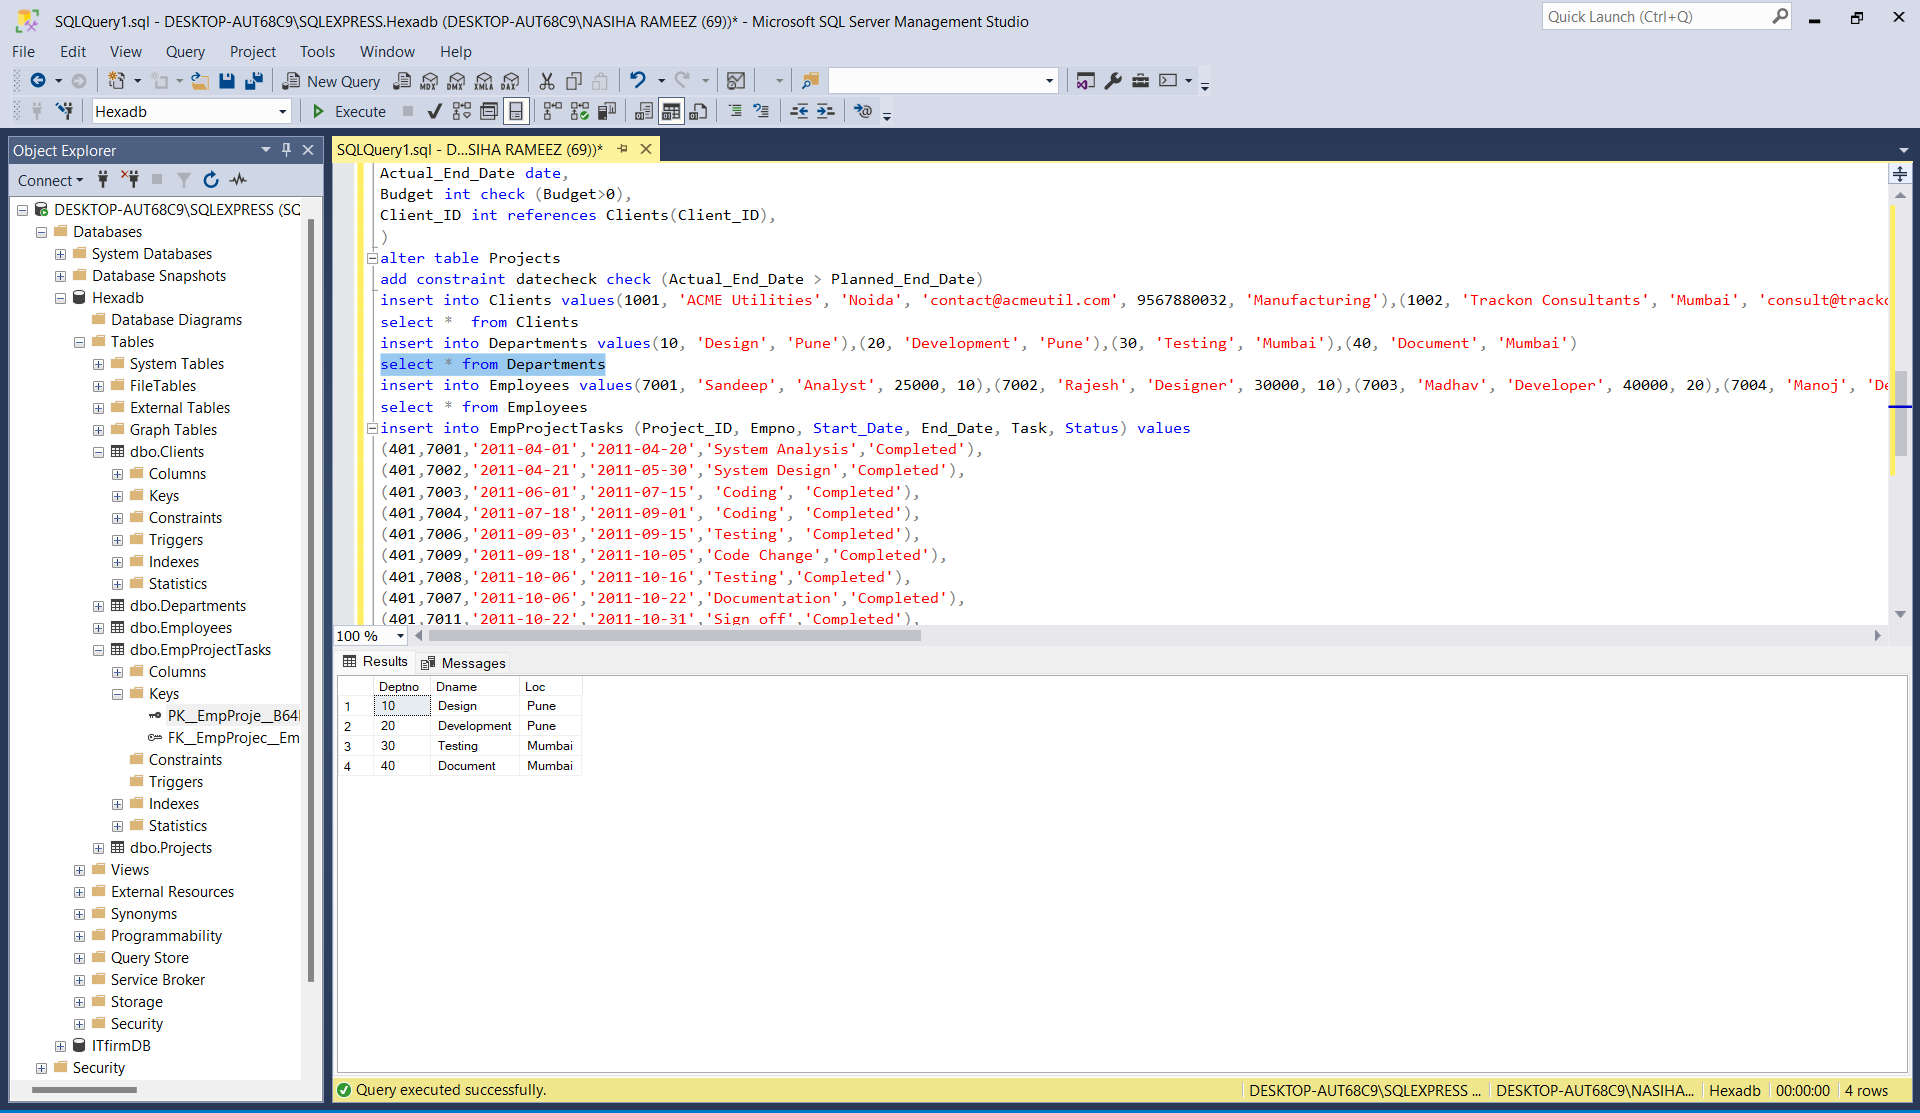 SQLQuery1.sql - DESKTOP-AUT68C9\SQLEXPRESS.Hexadb (DESKTOP-AUT68C9\NASIHA RAMEEZ (69))* - Microsoft SQL Server Management Studio
Quick Launch (Ctrl+Q)
File Edit View Query Project Tools Window Help
New Query MDX DMX XMLA DAX
Hexadb Execute
Object Explorer
Connect
DESKTOP-AUT68C9\SQLEXPRESS (SQ
Databases
System Databases
Database Snapshots
Hexadb
Database Diagrams
Tables
System Tables
FileTables
External Tables
Graph Tables
dbo.Clients
Columns
Keys
Constraints
Triggers
Indexes
Statistics
dbo.Departments
dbo.Employees
dbo.EmpProjectTasks
Columns
Keys
PK__EmpProje__B64
FK__EmpProjec__Em
Constraints
Triggers
Indexes
Statistics
dbo.Projects
Views
External Resources
Synonyms
Programmability
Query Store
Service Broker
Storage
Security
ITfirmDB
Security
SQLQuery1.sql - D...SIHA RAMEEZ (69))*
Actual_End_Date date,
Budget int check (Budget>0),
Client_ID int references Clients(Client_ID),
)
alter table Projects
add constraint datecheck check (Actual_End_Date > Planned_End_Date)
insert into Clients values(1001, 'ACME Utilities', 'Noida', 'contact@acmeutil.com', 9567880032, 'Manufacturing'),(1002, 'Trackon Consultants', 'Mumbai', 'consult@tracko
select * from Clients
insert into Departments values(10, 'Design', 'Pune'),(20, 'Development', 'Pune'),(30, 'Testing', 'Mumbai'),(40, 'Document', 'Mumbai')
select * from Departments
insert into Employees values(7001, 'Sandeep', 'Analyst', 25000, 10),(7002, 'Rajesh', 'Designer', 30000, 10),(7003, 'Madhav', 'Developer', 40000, 20),(7004, 'Manoj', 'De
select * from Employees
insert into EmpProjectTasks (Project_ID, Empno, Start_Date, End_Date, Task, Status) values
(401,7001,'2011-04-01','2011-04-20','System Analysis','Completed'),
(401,7002,'2011-04-21','2011-05-30','System Design','Completed'),
(401,7003,'2011-06-01','2011-07-15', 'Coding', 'Completed'),
(401,7004,'2011-07-18','2011-09-01', 'Coding', 'Completed'),
(401,7006,'2011-09-03','2011-09-15','Testing', 'Completed'),
(401,7009,'2011-09-18','2011-10-05','Code Change','Completed'),
(401,7008,'2011-10-06','2011-10-16','Testing','Completed'),
(401,7007,'2011-10-06','2011-10-22','Documentation','Completed'),
(401,7011,'2011-10-22','2011-10-31','Sign off','Completed'),
100 %
Results Messages
Deptno Dname Loc
1 10 Design Pune
2 20 Development Pune
3 30 Testing Mumbai
4 40 Document Mumbai
Query executed successfully. DESKTOP-AUT68C9\SQLEXPRESS ... DESKTOP-AUT68C9\NASIHA... Hexadb 00:00:00 4 rows